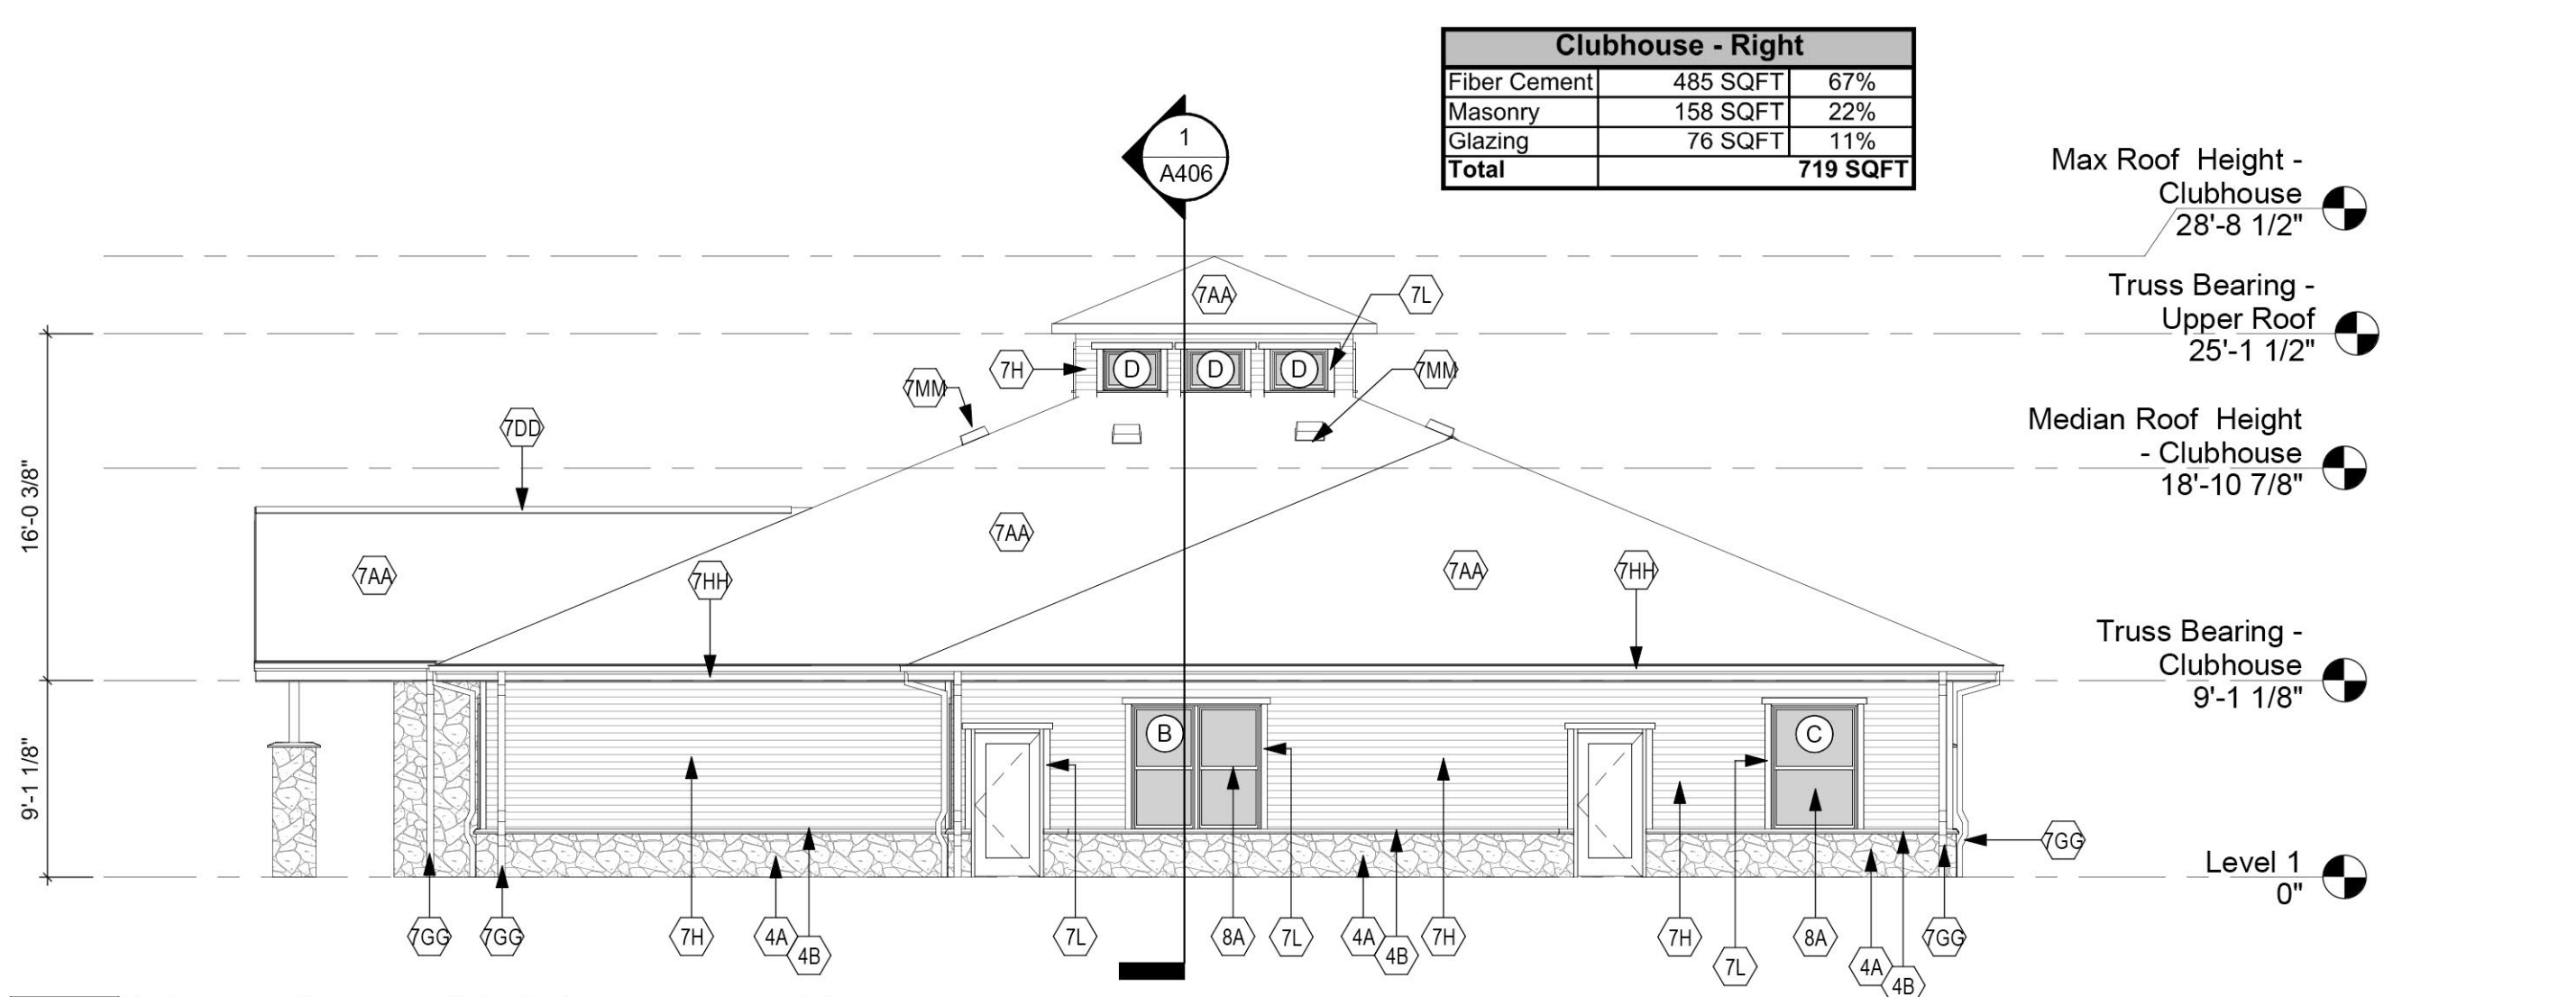 Clubhouse - Right
Fiber Cement 485 SQFT 67%
Masonry 158 SQFT 22%
Glazing 76 SQFT 11%
Total 719 SQFT
1
A406
Max Roof Height -
Clubhouse
28'-8 1/2"
Truss Bearing -
Upper Roof
25'-1 1/2"
Median Roof Height
- Clubhouse
18'-10 7/8"
Truss Bearing -
Clubhouse
9'-1 1/8"
Level 1
0"
16'-0 3/8"
9'-1 1/8"
7AA
7L
7H
D
D
D
7MM
7MM
7DD
7AA
7AA
7AA
7HH
7HH
B
C
7GG
7GG
7GG
7H
4A
4B
7L
8A
7L
4A
4B
7H
7H
7L
8A
4A
4B
7GG